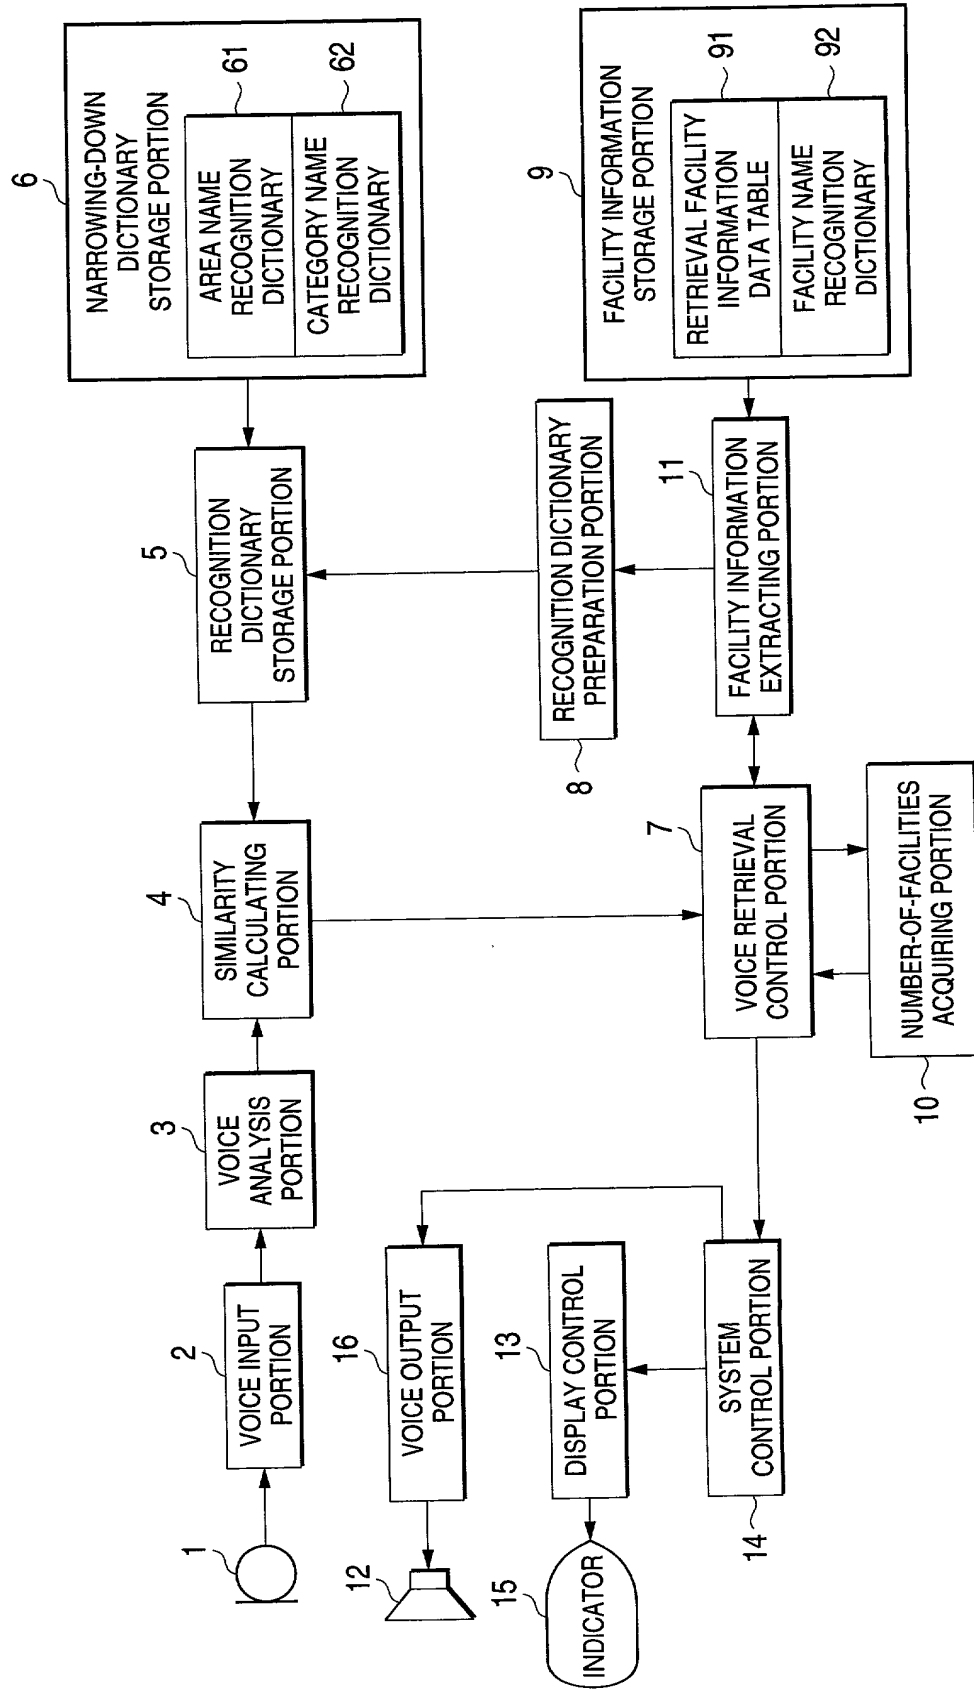 1
2
VOICE INPUT
PORTION
3
VOICE
ANALYSIS
PORTION
4
SIMILARITY
CALCULATING
PORTION
5
RECOGNITION
DICTIONARY
STORAGE PORTION
6
NARROWING-DOWN
DICTIONARY
STORAGE PORTION
AREA NAME
RECOGNITION
DICTIONARY
61
CATEGORY NAME
RECOGNITION
DICTIONARY
62
12
16
VOICE OUTPUT
PORTION
15
INDICATOR
13
DISPLAY CONTROL
PORTION
14
SYSTEM
CONTROL PORTION
7
VOICE RETRIEVAL
CONTROL PORTION
8
RECOGNITION DICTIONARY
PREPARATION PORTION
11
FACILITY INFORMATION
EXTRACTING PORTION
9
FACILITY INFORMATION
STORAGE PORTION
RETRIEVAL FACILITY
INFORMATION
DATA TABLE
91
FACILITY NAME
RECOGNITION
DICTIONARY
92
10
NUMBER-OF-FACILITIES
ACQUIRING PORTION